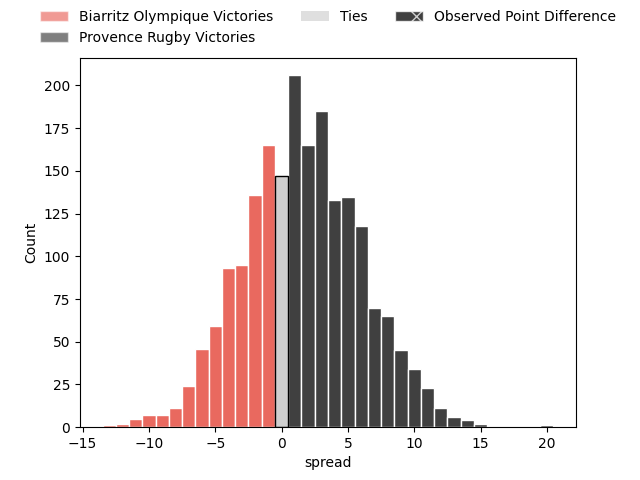 Biarritz Olympique Victories
Ties
Observed Point Difference
Provence Rugby Victories
200
175
150
125
100
75
50
25
0
Count
−15
−10
−5
0
5
10
15
20
spread